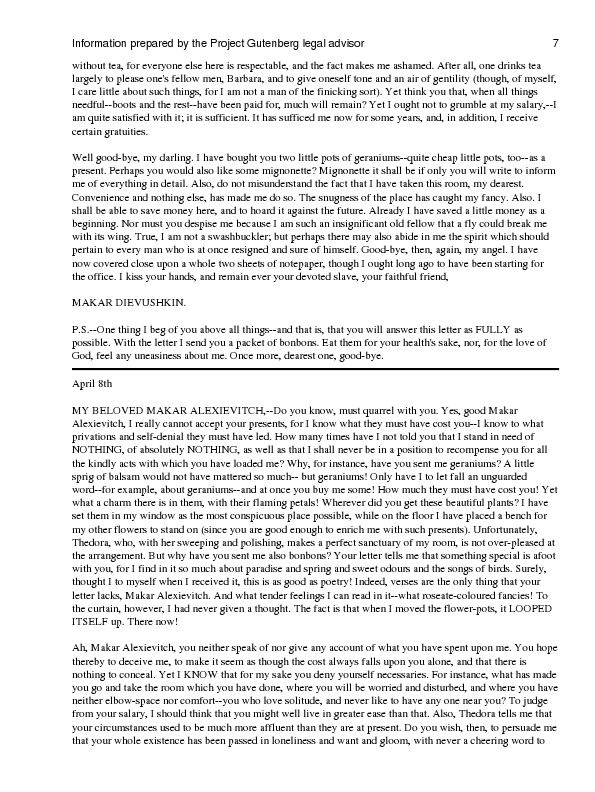 Information prepared by the Project Gutenberg legal advisor 7
without tea, for everyone else here is respectable, and the fact makes me ashamed. After all, one drinks tea
largely to please one's fellow men, Barbara, and to give oneself tone and an air of gentility (though, of myself,
I care little about such things, for I am not a man of the finicking sort). Yet think you that, when all things
needful--boots and the rest--have been paid for, much will remain? Yet I ought not to grumble at my salary,--I
am quite satisfied with it; it is sufficient. It has sufficed me now for some years, and, in addition, I receive
certain gratuities.
Well good-bye, my darling. I have bought you two little pots of geraniums--quite cheap little pots, too--as a
present. Perhaps you would also like some mignonette? Mignonette it shall be if only you will write to inform
me of everything in detail. Also, do not misunderstand the fact that I have taken this room, my dearest.
Convenience and nothing else, has made me do so. The snugness of the place has caught my fancy. Also. I
shall be able to save money here, and to hoard it against the future. Already I have saved a little money as a
beginning. Nor must you despise me because I am such an insignificant old fellow that a fly could break me
with its wing. True, I am not a swashbuckler; but perhaps there may also abide in me the spirit which should
pertain to every man who is at once resigned and sure of himself. Good-bye, then, again, my angel. I have
now covered close upon a whole two sheets of notepaper, though I ought long ago to have been starting for
the office. I kiss your hands, and remain ever your devoted slave, your faithful friend,
MAKAR DIEVUSHKIN.
P.S.--One thing I beg of you above all things--and that is, that you will answer this letter as FULLY as
possible. With the letter I send you a packet of bonbons. Eat them for your health's sake, nor, for the love of
God, feel any uneasiness about me. Once more, dearest one, good-bye.
April 8th
MY BELOVED MAKAR ALEXIEVITCH,--Do you know, must quarrel with you. Yes, good Makar
Alexievitch, I really cannot accept your presents, for I know what they must have cost you--I know to what
privations and self-denial they must have led. How many times have I not told you that I stand in need of
NOTHING, of absolutely NOTHING, as well as that I shall never be in a position to recompense you for all
the kindly acts with which you have loaded me? Why, for instance, have you sent me geraniums? A little
sprig of balsam would not have mattered so much-- but geraniums! Only have I to let fall an unguarded
word--for example, about geraniums--and at once you buy me some! How much they must have cost you! Yet
what a charm there is in them, with their flaming petals! Wherever did you get these beautiful plants? I have
set them in my window as the most conspicuous place possible, while on the floor I have placed a bench for
my other flowers to stand on (since you are good enough to enrich me with such presents). Unfortunately,
Thedora, who, with her sweeping and polishing, makes a perfect sanctuary of my room, is not over-pleased at
the arrangement. But why have you sent me also bonbons? Your letter tells me that something special is afoot
with you, for I find in it so much about paradise and spring and sweet odours and the songs of birds. Surely,
thought I to myself when I received it, this is as good as poetry! Indeed, verses are the only thing that your
letter lacks, Makar Alexievitch. And what tender feelings I can read in it--what roseate-coloured fancies! To
the curtain, however, I had never given a thought. The fact is that when I moved the flower-pots, it LOOPED
ITSELF up. There now!
Ah, Makar Alexievitch, you neither speak of nor give any account of what you have spent upon me. You hope
thereby to deceive me, to make it seem as though the cost always falls upon you alone, and that there is
nothing to conceal. Yet I KNOW that for my sake you deny yourself necessaries. For instance, what has made
you go and take the room which you have done, where you will be worried and disturbed, and where you have
neither elbow-space nor comfort--you who love solitude, and never like to have any one near you? To judge
from your salary, I should think that you might well live in greater ease than that. Also, Thedora tells me that
your circumstances used to be much more affluent than they are at present. Do you wish, then, to persuade me
that your whole existence has been passed in loneliness and want and gloom, with never a cheering word to